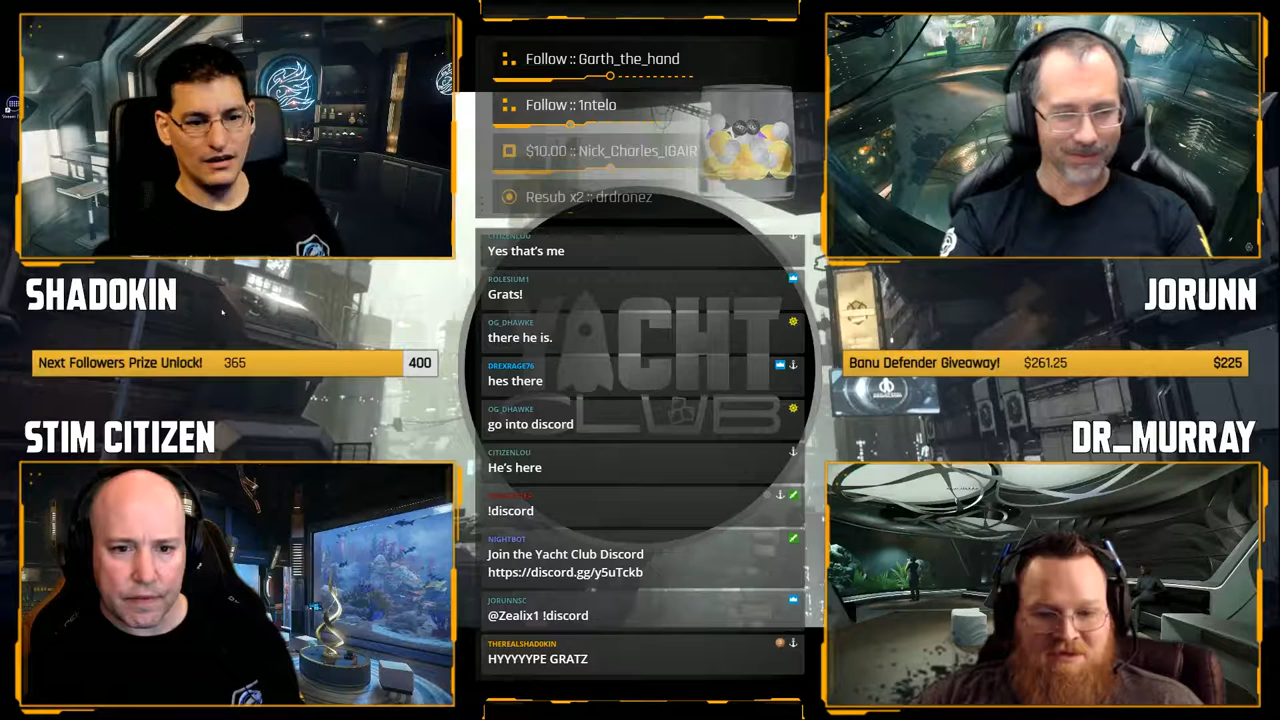 Follow :: Garth_the_hand
Follow :: 1ntelo
$10.00 :: Nick_Charles_IGAIR
Resub x2 :: drdronez
CITIZENLOU
Yes that's me
ROLESIUM1
Grats!
OG_DHAWKE
there he is.
DREXRAGE76
hes there
OG_DHAWKE
go into discord
CITIZENLOU
He's here
!discord
NIGHTBOT
Join the Yacht Club Discord
https://discord.gg/y5uTckb
JORUNNSC
@Zealix1 !discord
THEREALSHAD0KIN
HYYYYYPE GRATZ
YACHT
CLUB
SHADOKIN
Next Followers Prize Unlock! 365 400
STIM CITIZEN
JORUNN
Banu Defender Giveaway! $261.25 $225
DR_MURRAY